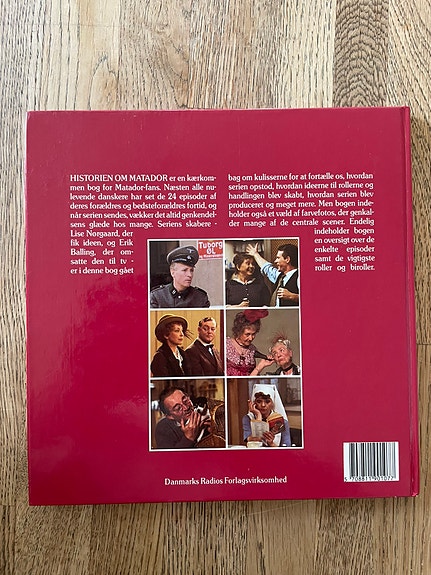 HISTORIEN OM MATADOR er en kærkom-
men bog for Matador-fans. Næsten alle nu-
levende danskere har set de 24 episoder af
deres forældres og bedsteforældres fortid, og
når serien sendes, vækker det altid genkendel-
sens glæde hos mange. Seriens skabere -
Lise Nørgaard, der
fik ideen, og Erik
Balling, der om-
satte den til tv -
er i denne bog gået
bag om kulisserne for at fortælle os, hvordan
serien opstod, hvordan ideerne til rollerne og
handlingen blev skabt, hvordan serien blev
produceret og meget mere. Men bogen inde-
holder også et væld af farvefotos, der genkal-
der mange af de centrale scener. Endelig
indeholder bogen
en oversigt over de
enkelte episoder
samt de vigtigste
roller og biroller.
Tuborg
ØL
Danmarks Radios Forlagsvirksomhed
5 708811 901072